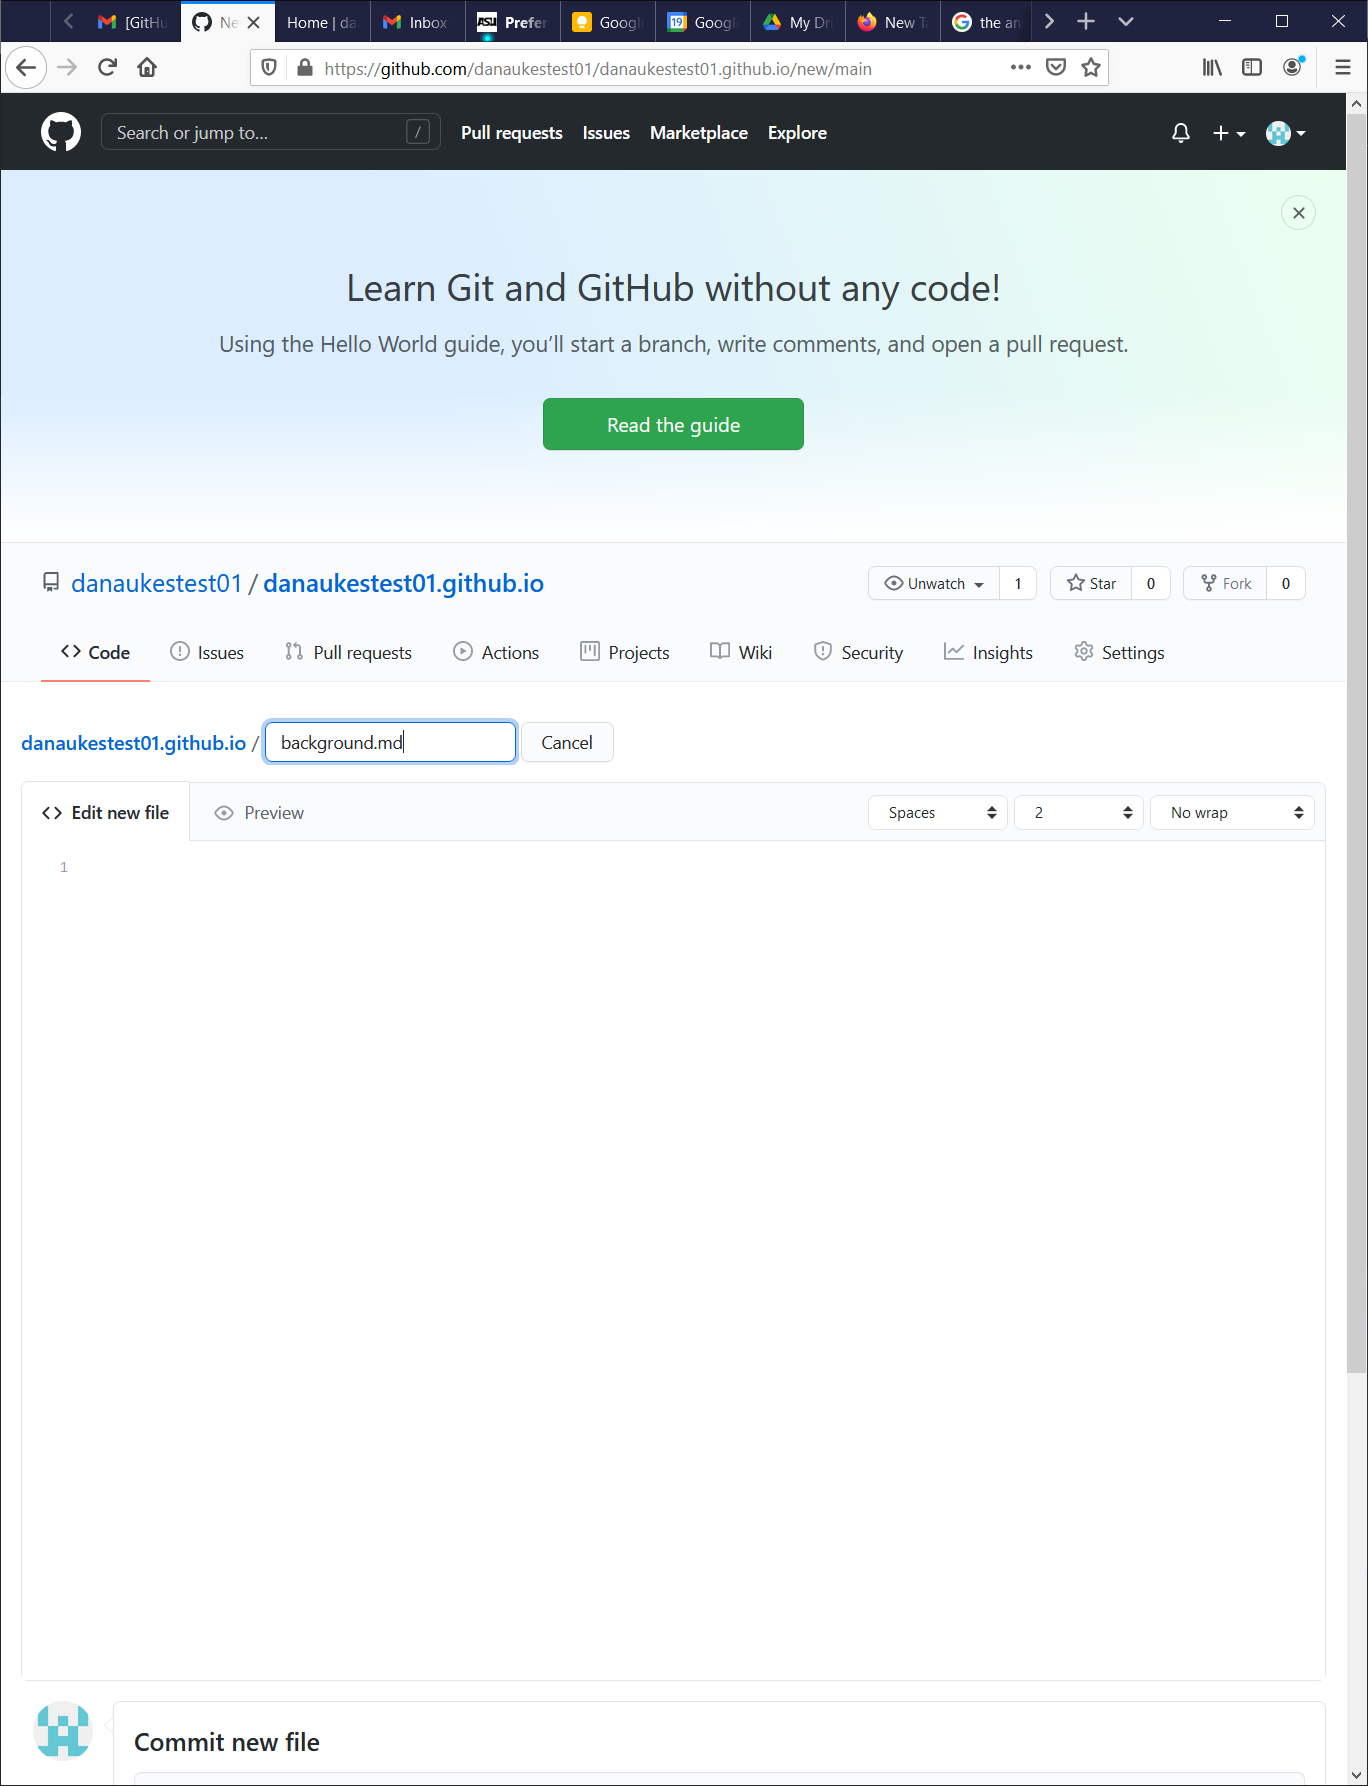 [GitHu
Ne
Home | da
Inbox
ASU Prefer
Googl
19 Googl
My Dri
New T
the an
https://github.com/danaukestest01/danaukestest01.github.io/new/main
Search or jump to... /
Pull requests Issues Marketplace Explore
Learn Git and GitHub without any code!
Using the Hello World guide, you’ll start a branch, write comments, and open a pull request.
Read the guide
danaukestest01 / danaukestest01.github.io
Unwatch 1 Star 0 Fork 0
Code Issues Pull requests Actions Projects Wiki Security Insights Settings
danaukestest01.github.io / background.md Cancel
Edit new file Preview Spaces 2 No wrap
1
Commit new file